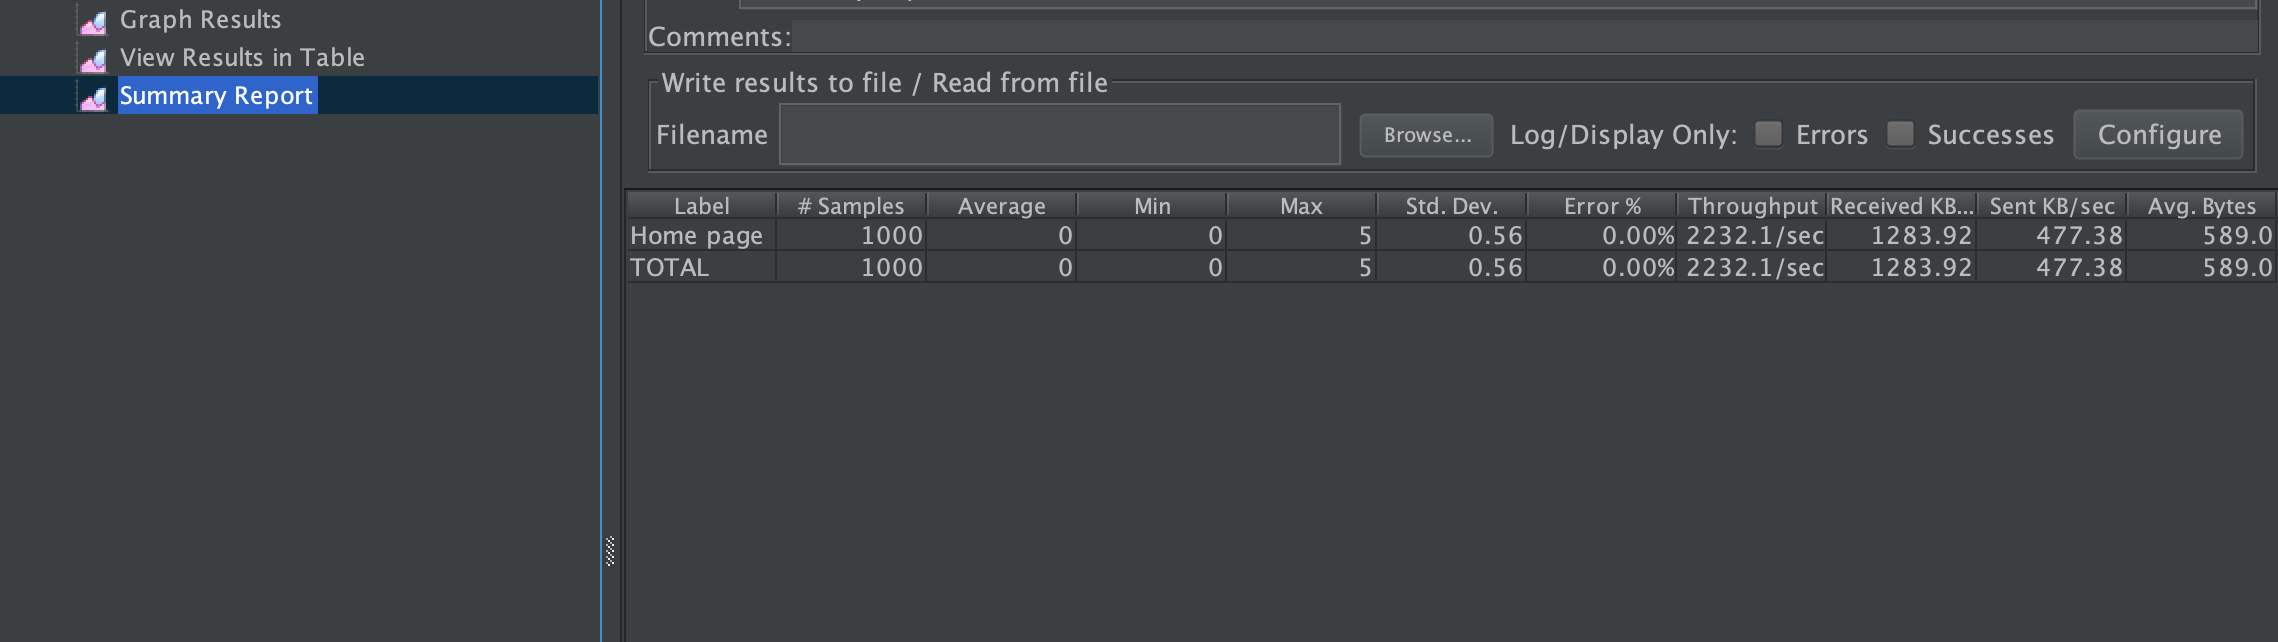 Graph Results
View Results in Table
Summary Report
Comments:
Write results to file / Read from file
Filename Browse... Log/Display Only: Errors Successes Configure
Label # Samples Average Min Max Std. Dev. Error % Throughput Received KB... Sent KB/sec Avg. Bytes
Home page 1000 0 0 5 0.56 0.00% 2232.1/sec 1283.92 477.38 589.0
TOTAL 1000 0 0 5 0.56 0.00% 2232.1/sec 1283.92 477.38 589.0